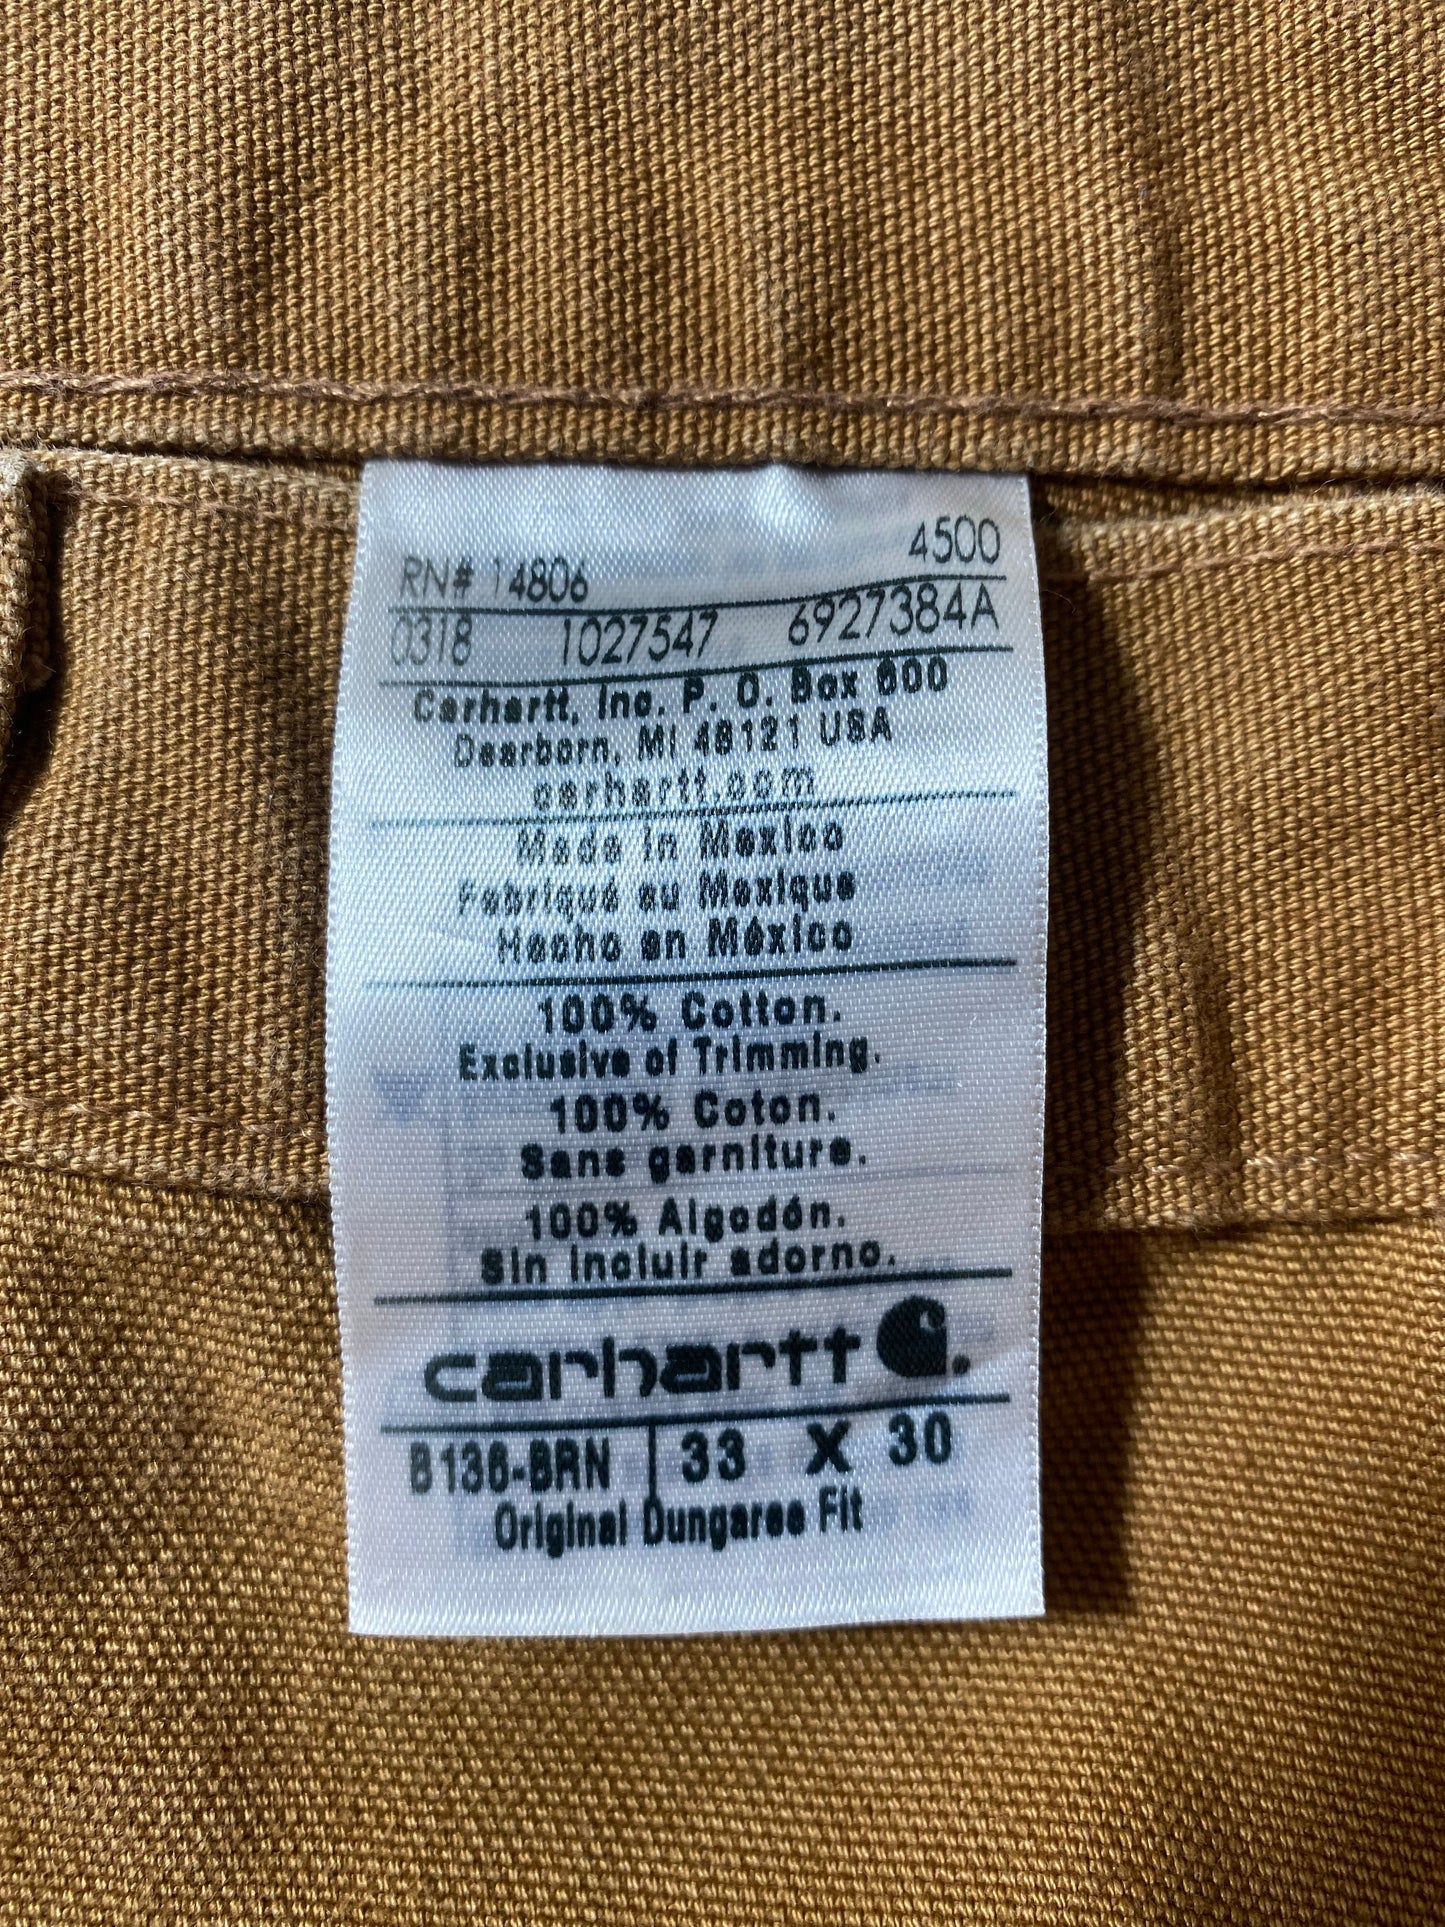 4500
RN# 14806
0318 1027547 6927384A
Carhartt, Inc. P. O. Box 600
Dearborn, MI 48121 USA
carhartt.com
Made in Mexico
Fabriqué au Mexique
Hecho en México
100% Cotton.
Exclusive of Trimming.
100% Coton.
Sans garniture.
100% Algodón.
Sin incluir adorno.
carhartt
B136-BRN 33 X 30
Original Dungaree Fit